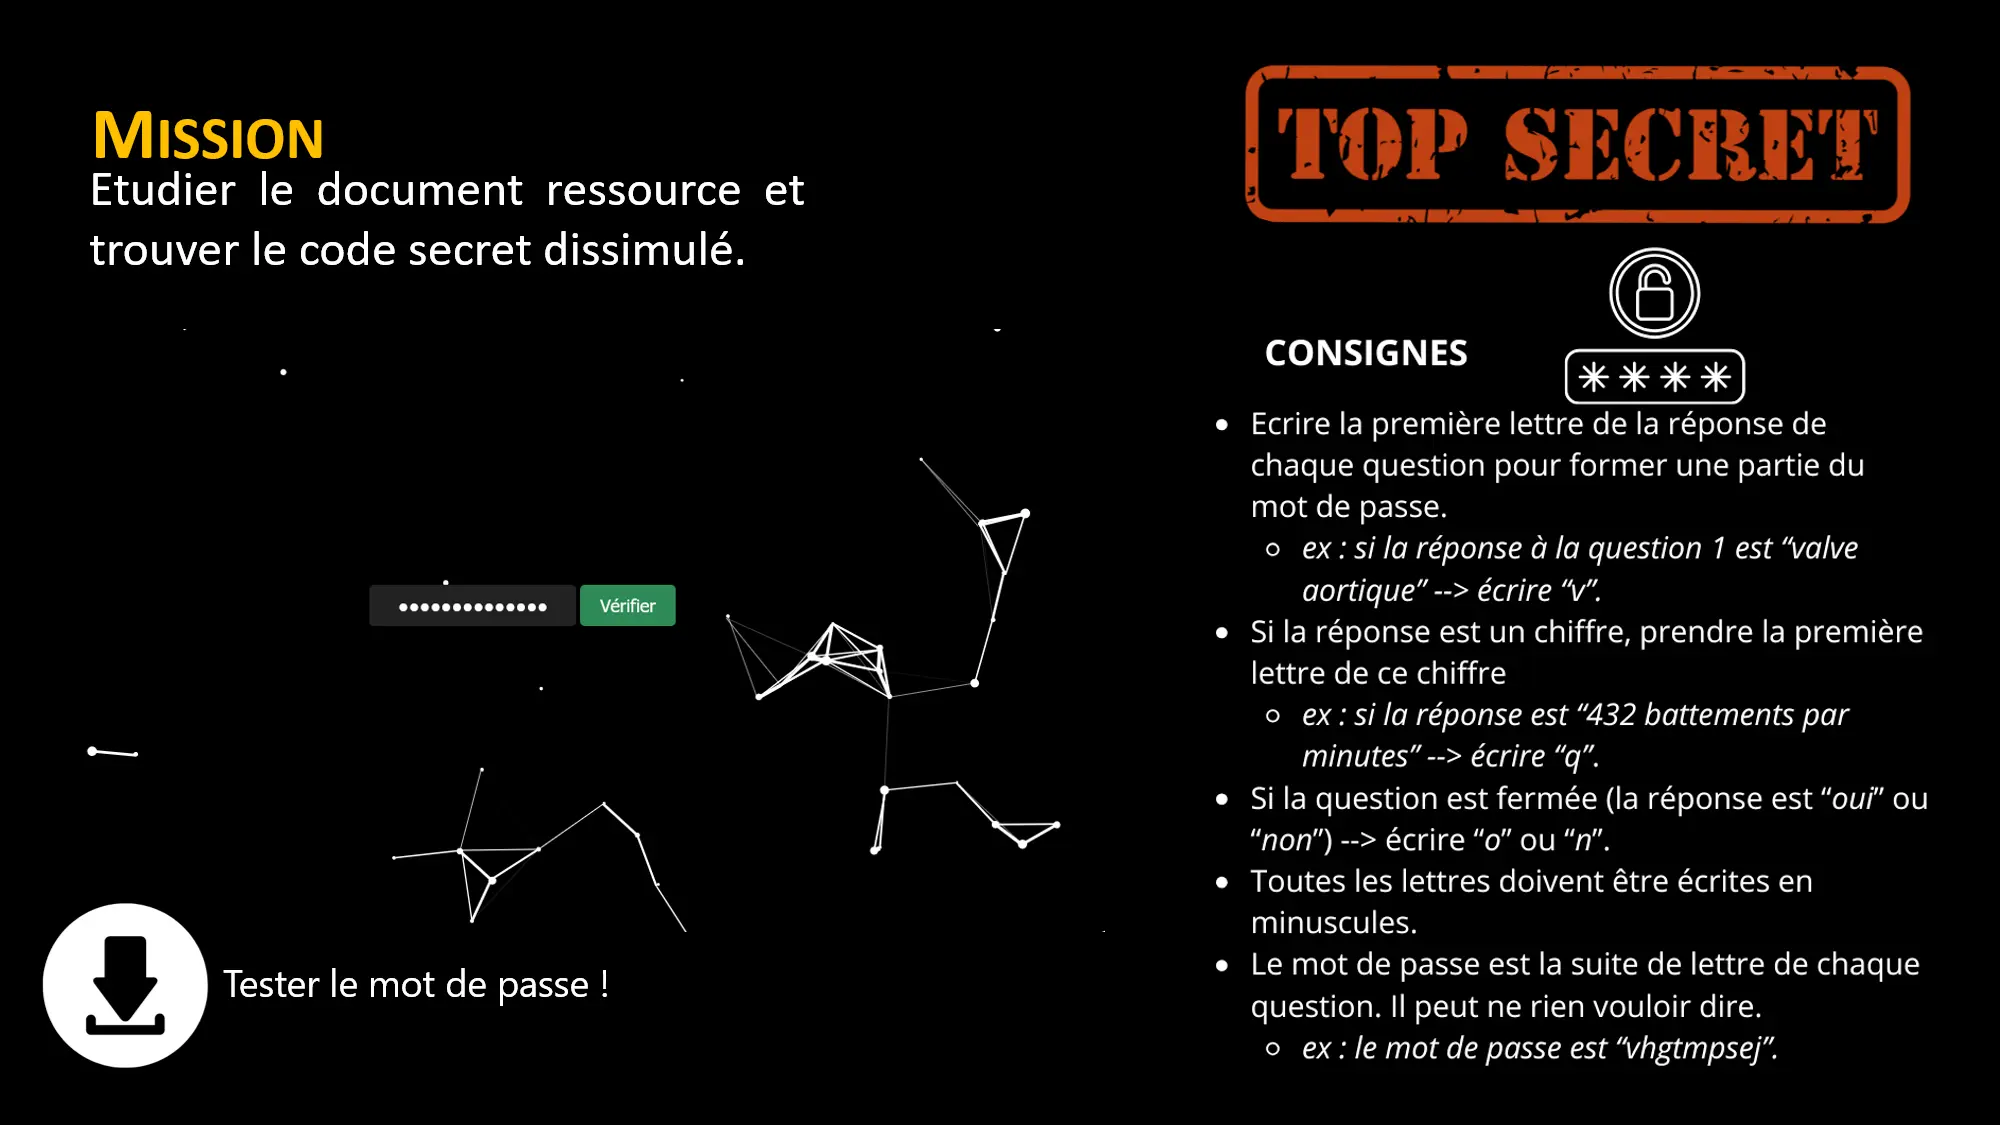 MISSION
Etudier le document ressource et
trouver le code secret dissimulé.
TOP SECRET
CONSIGNES
✳ ✳ ✳ ✳
●●●●●●●●●●●●●● Vérifier
• Ecrire la première lettre de la réponse de
chaque question pour former une partie du
mot de passe.
○ ex : si la réponse à la question 1 est “valve
aortique” --> écrire “v”.
• Si la réponse est un chiffre, prendre la première
lettre de ce chiffre
○ ex : si la réponse est “432 battements par
minutes” --> écrire “q”.
• Si la question est fermée (la réponse est “oui” ou
“non”) --> écrire “o” ou “n”.
• Toutes les lettres doivent être écrites en
minuscules.
• Le mot de passe est la suite de lettre de chaque
question. Il peut ne rien vouloir dire.
○ ex : le mot de passe est “vhgtmpsej”.
Tester le mot de passe !